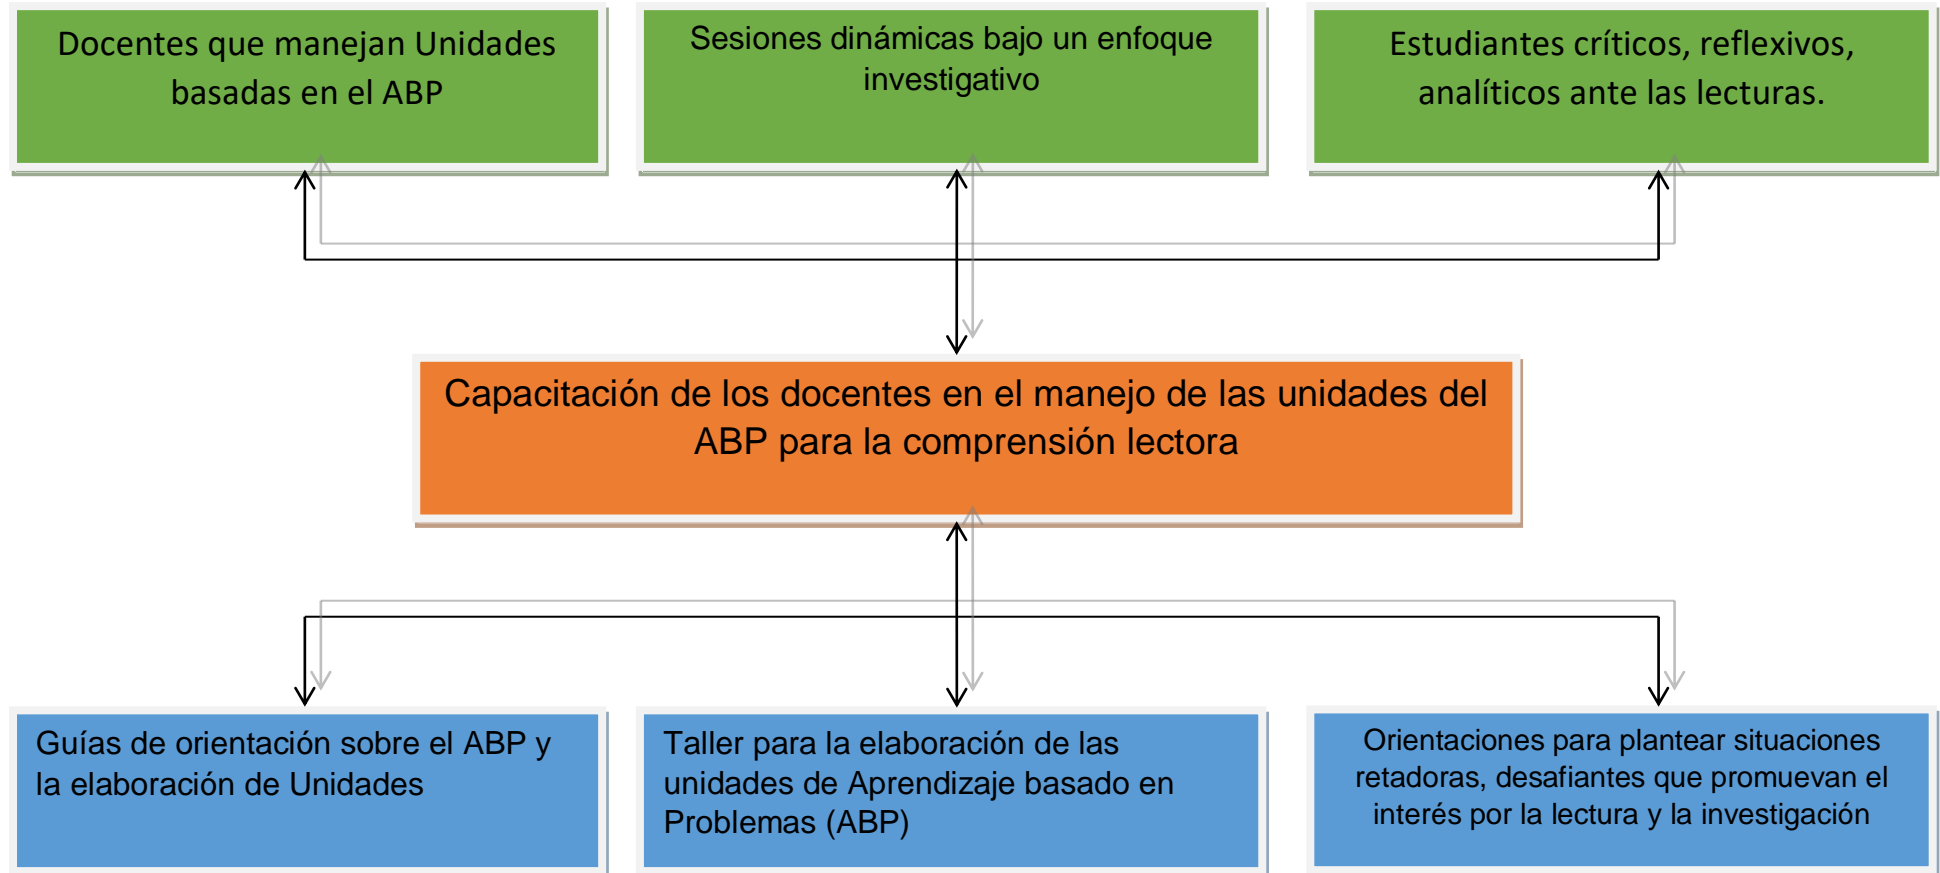 Docentes que manejan Unidades
basadas en el ABP
Sesiones dinámicas bajo un enfoque
investigativo
Estudiantes críticos, reflexivos,
analíticos ante las lecturas.
Capacitación de los docentes en el manejo de las unidades del
ABP para la comprensión lectora
Guías de orientación sobre el ABP y
la elaboración de Unidades
Taller para la elaboración de las
unidades de Aprendizaje basado en
Problemas (ABP)
Orientaciones para plantear situaciones
retadoras, desafiantes que promuevan el
interés por la lectura y la investigación